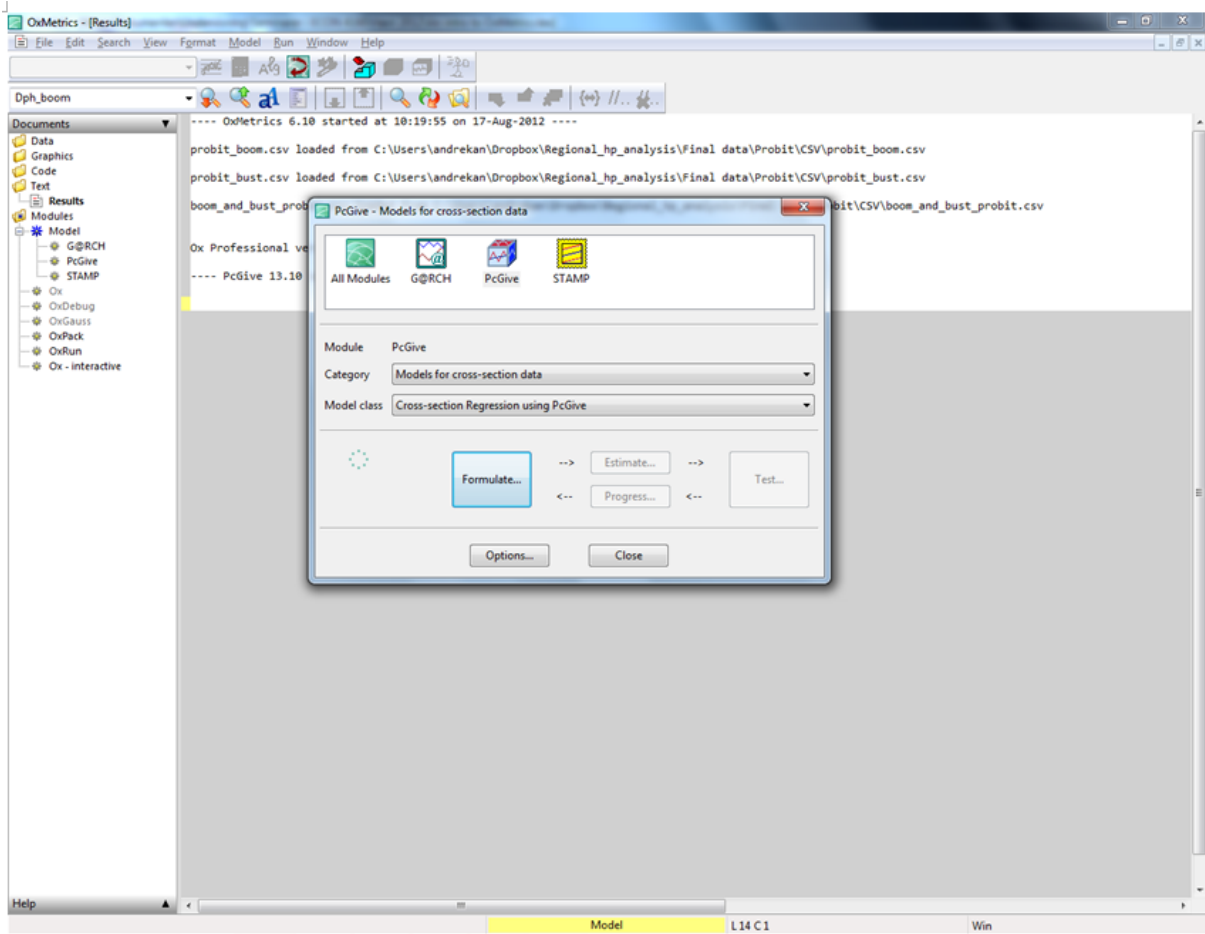 OxMetrics - [Results]
File Edit Search View Format Model Run Window Help
Dph_boom
Documents
Data
Graphics
Code
Text
Results
Modules
Model
G@RCH
PcGive
STAMP
Ox
OxDebug
OxGauss
OxPack
OxRun
Ox - interactive
---- OxMetrics 6.10 started at 10:19:55 on 17-Aug-2012 ----
probit_boom.csv loaded from C:\Users\andrekan\Dropbox\Regional_hp_analysis\Final data\Probit\CSV\probit_boom.csv
probit_bust.csv loaded from C:\Users\andrekan\Dropbox\Regional_hp_analysis\Final data\Probit\CSV\probit_bust.csv
boom_and_bust_prob bit\CSV\boom_and_bust_probit.csv
Ox Professional ve
---- PcGive 13.10
PcGive - Models for cross-section data
All Modules G@RCH PcGive STAMP
Module PcGive
Category Models for cross-section data
Model class Cross-section Regression using PcGive
Formulate... --> Estimate... --> Test...
<-- Progress... <--
Options... Close
Help
Model L 14 C 1 Win